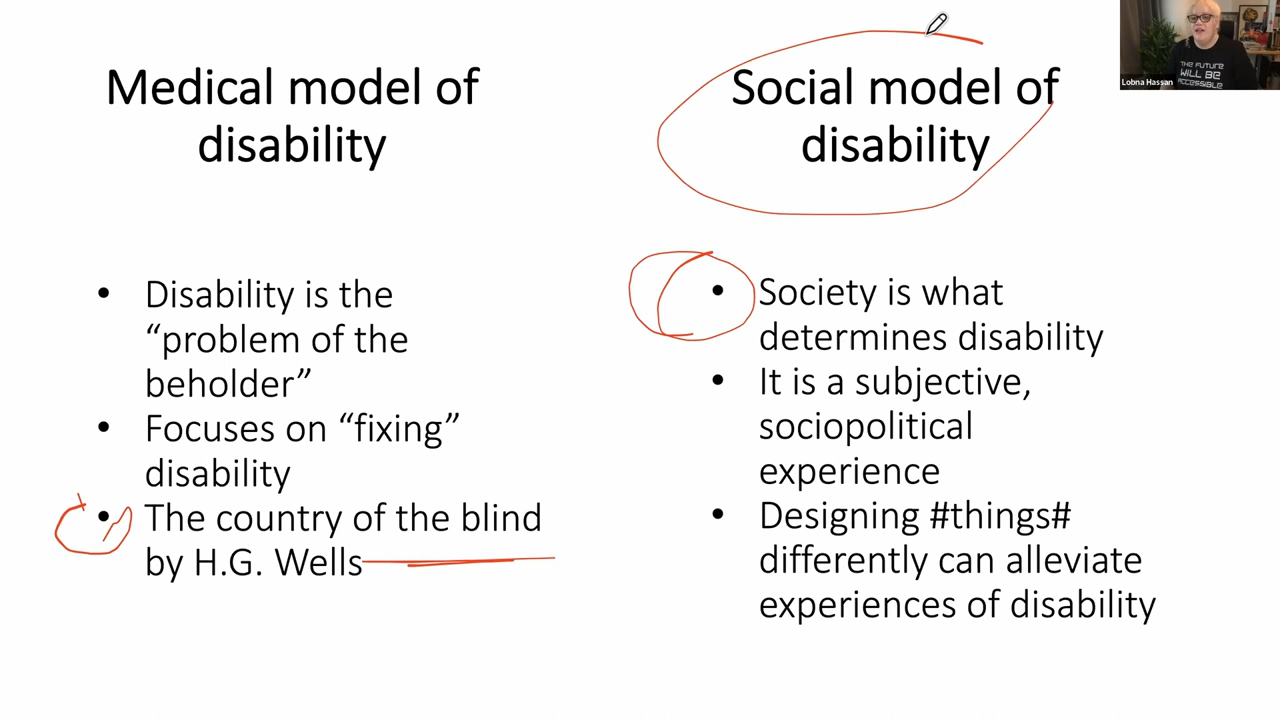 Medical model of
disability
Social model of
disability
• Disability is the
“problem of the
beholder”
• Focuses on “fixing”
disability
• The country of the blind
by H.G. Wells
• Society is what
determines disability
• It is a subjective,
sociopolitical
experience
• Designing #things#
differently can alleviate
experiences of disability
THE FUTURE
WILL BE
ACCESSIBLE
Lobna Hassan